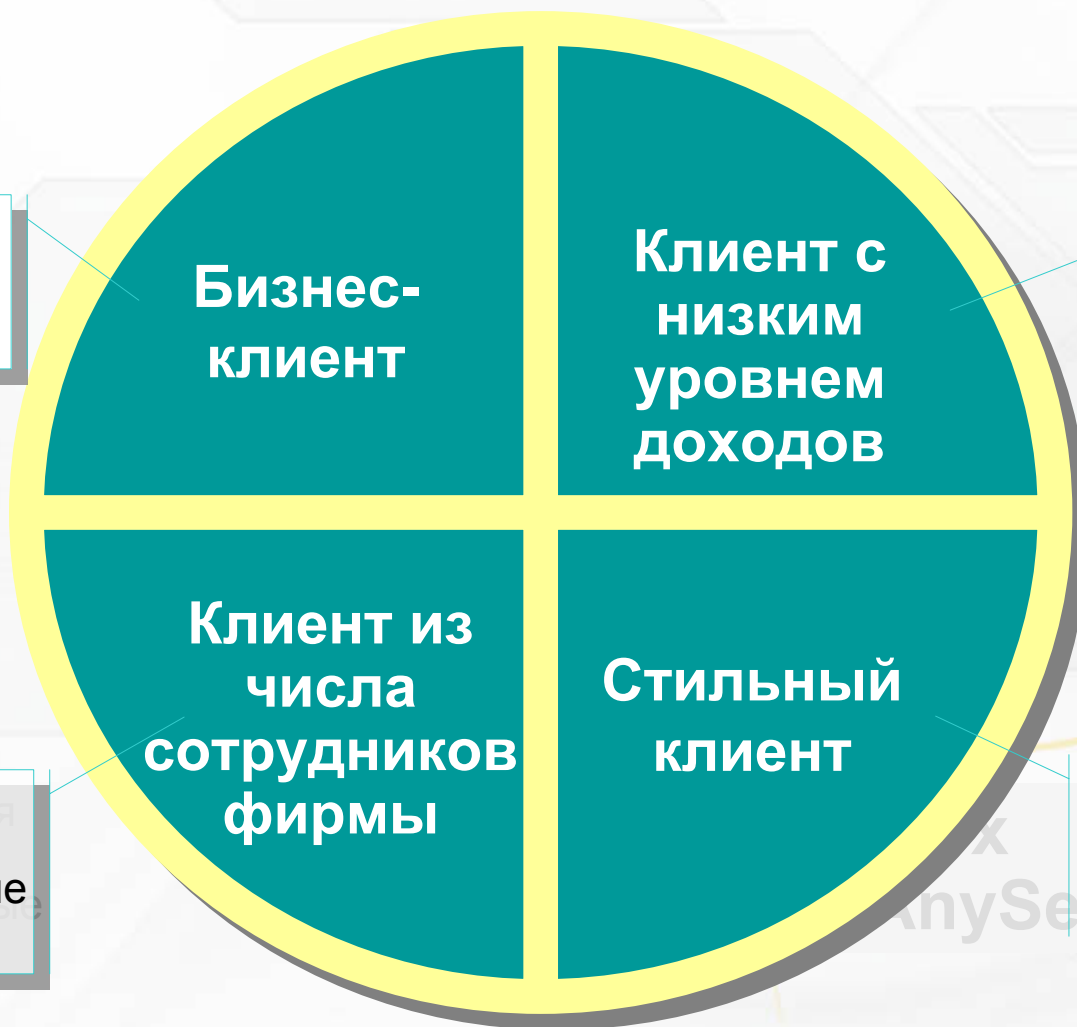 Бизнес-
клиент
Клиент с
низким
уровнем
доходов
Клиент из
числа
сотрудников
фирмы
Стильный
клиент